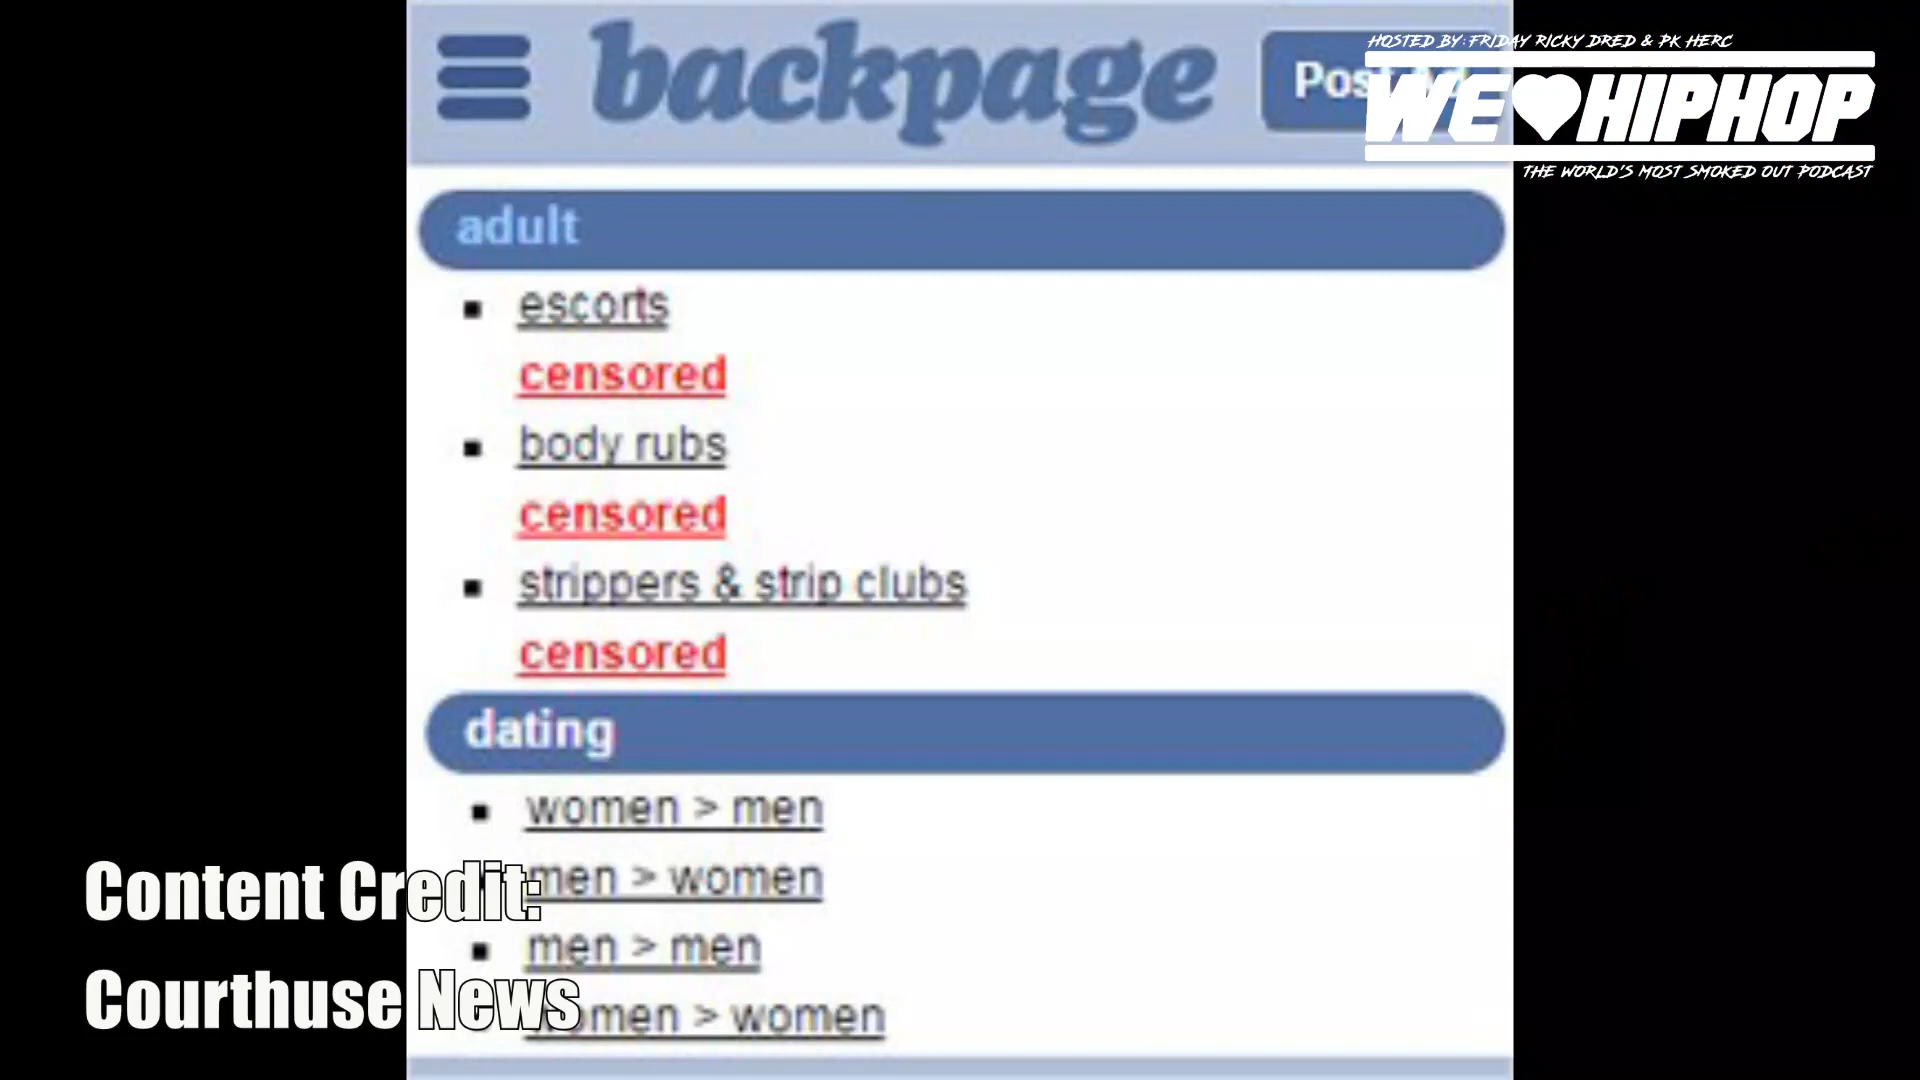 backpage
HOSTED BY: FRIDAY RICKY DRED & PK HERC
WE HIPHOP
THE WORLD'S MOST SMOKED OUT PODCAST
adult
escorts
censored
body rubs
censored
strippers & strip clubs
censored
dating
women > men
men > women
men > men
women > women
Content Credit:
Courthuse News